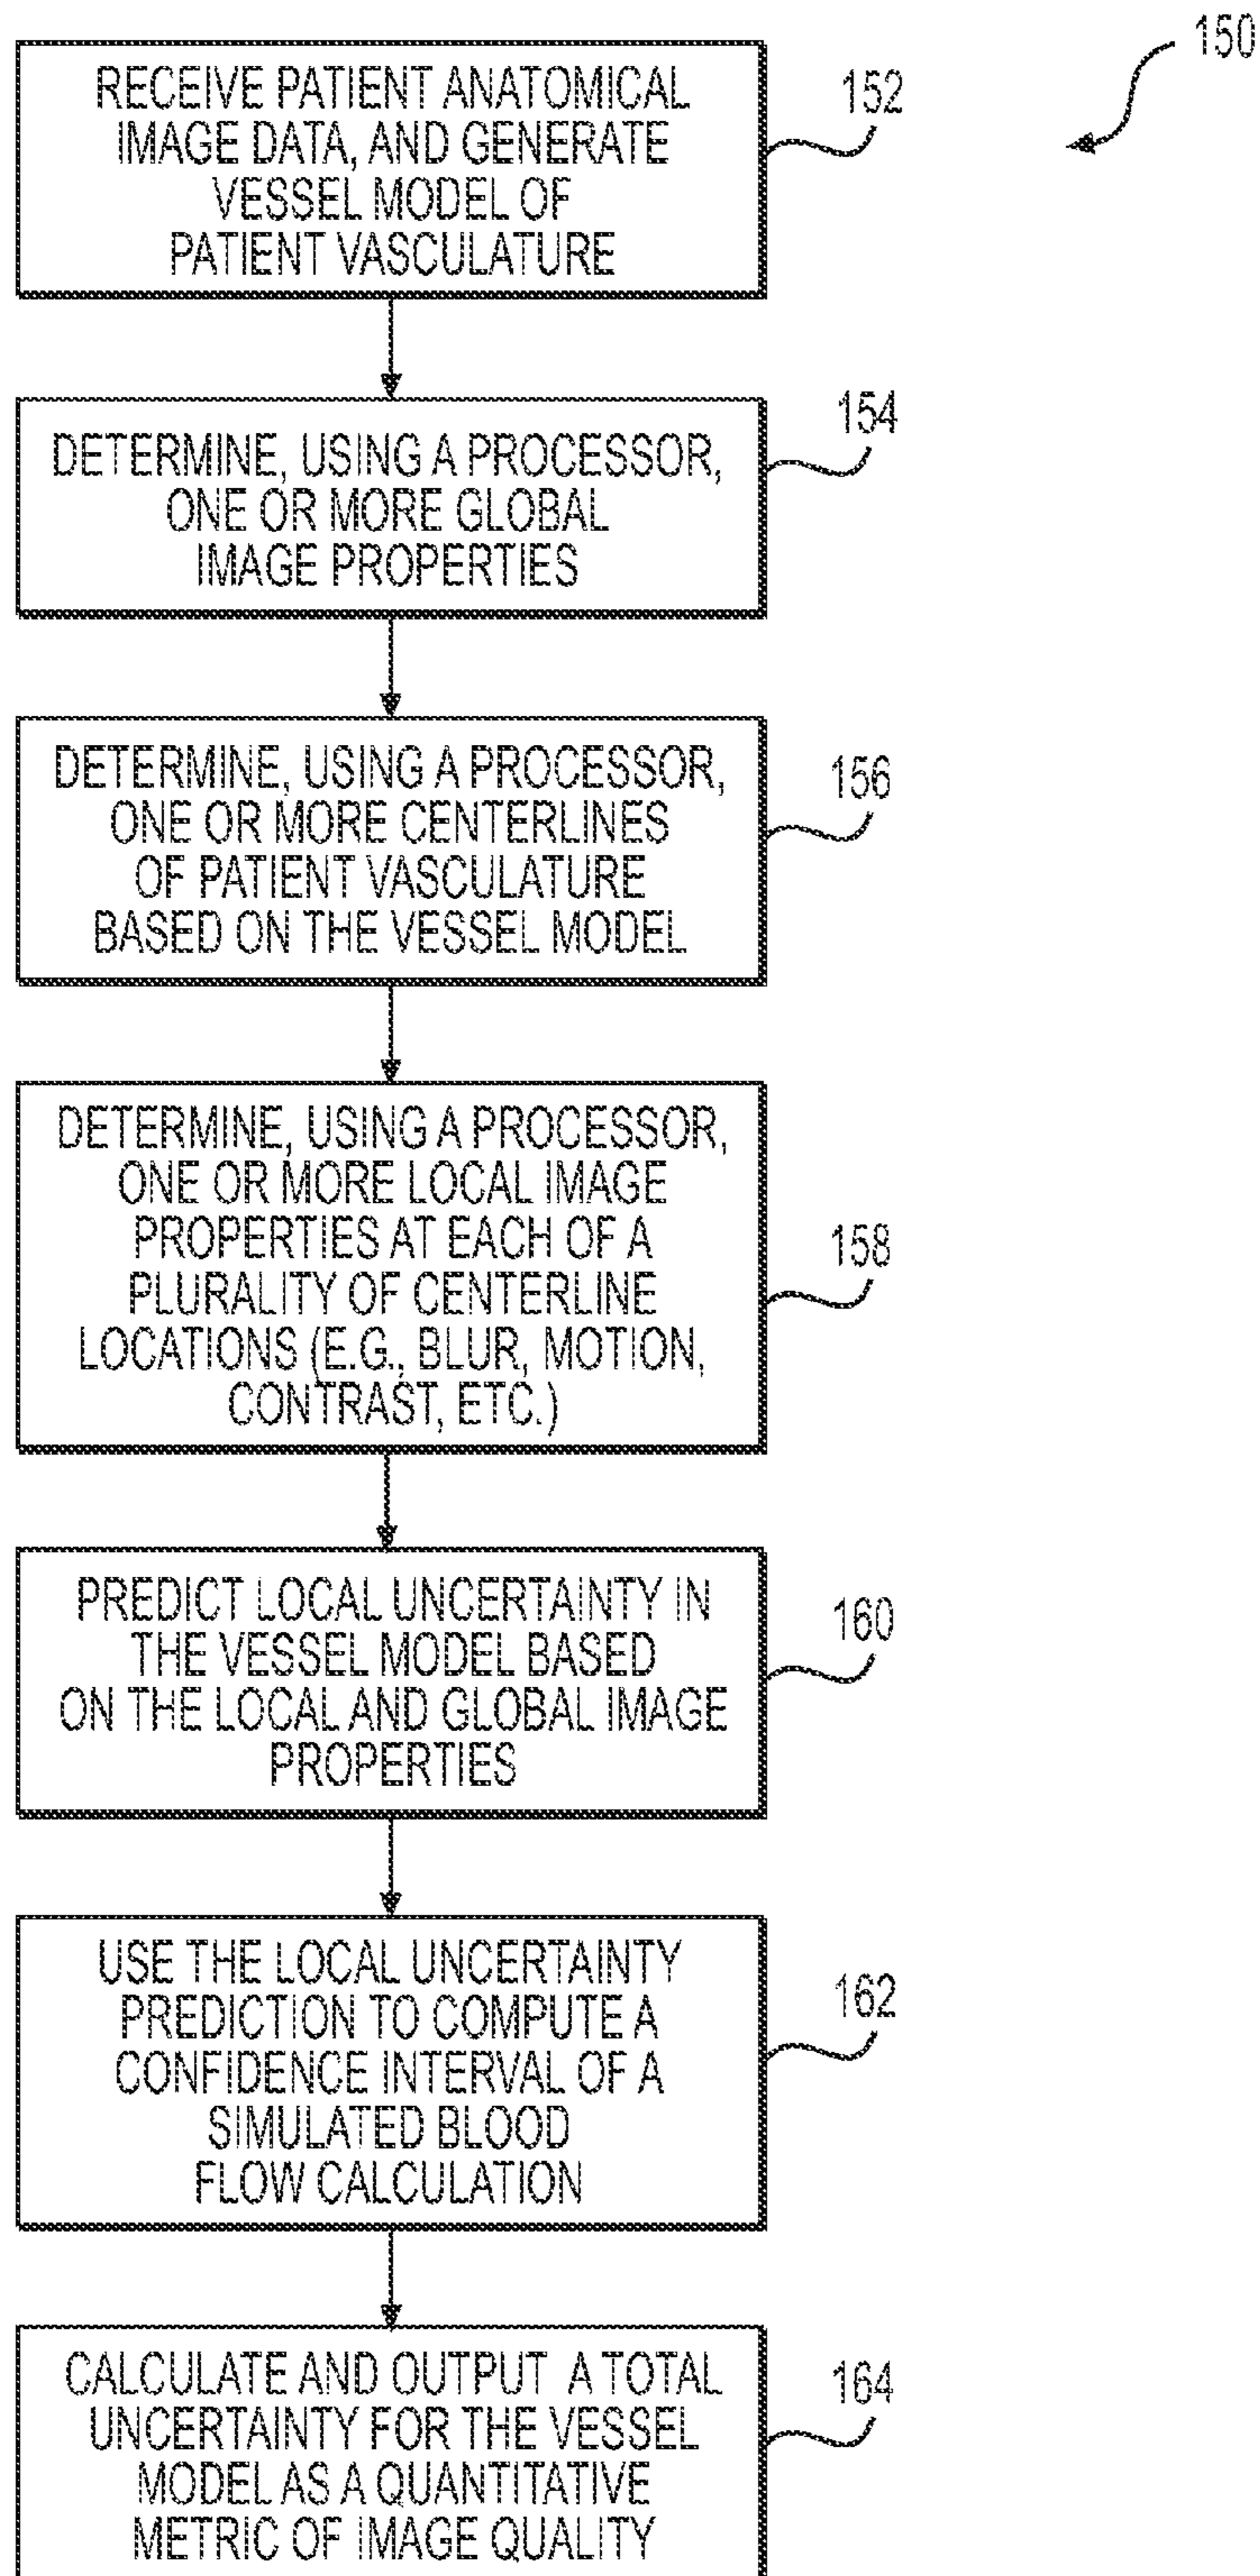 150
RECEIVE PATIENT ANATOMICAL
IMAGE DATA, AND GENERATE
VESSEL MODEL OF
PATIENT VASCULATURE
152
DETERMINE, USING A PROCESSOR,
ONE OR MORE GLOBAL
IMAGE PROPERTIES
154
DETERMINE, USING A PROCESSOR,
ONE OR MORE CENTERLINES
OF PATIENT VASCULATURE
BASED ON THE VESSEL MODEL
156
DETERMINE, USING A PROCESSOR,
ONE OR MORE LOCAL IMAGE
PROPERTIES AT EACH OF A
PLURALITY OF CENTERLINE
LOCATIONS (E.G., BLUR, MOTION,
CONTRAST, ETC.)
158
PREDICT LOCAL UNCERTAINTY IN
THE VESSEL MODEL BASED
ON THE LOCAL AND GLOBAL IMAGE
PROPERTIES
160
USE THE LOCAL UNCERTAINTY
PREDICTION TO COMPUTE A
CONFIDENCE INTERVAL OF A
SIMULATED BLOOD
FLOW CALCULATION
162
CALCULATE AND OUTPUT A TOTAL
UNCERTAINTY FOR THE VESSEL
MODEL AS A QUANTITATIVE
METRIC OF IMAGE QUALITY
164